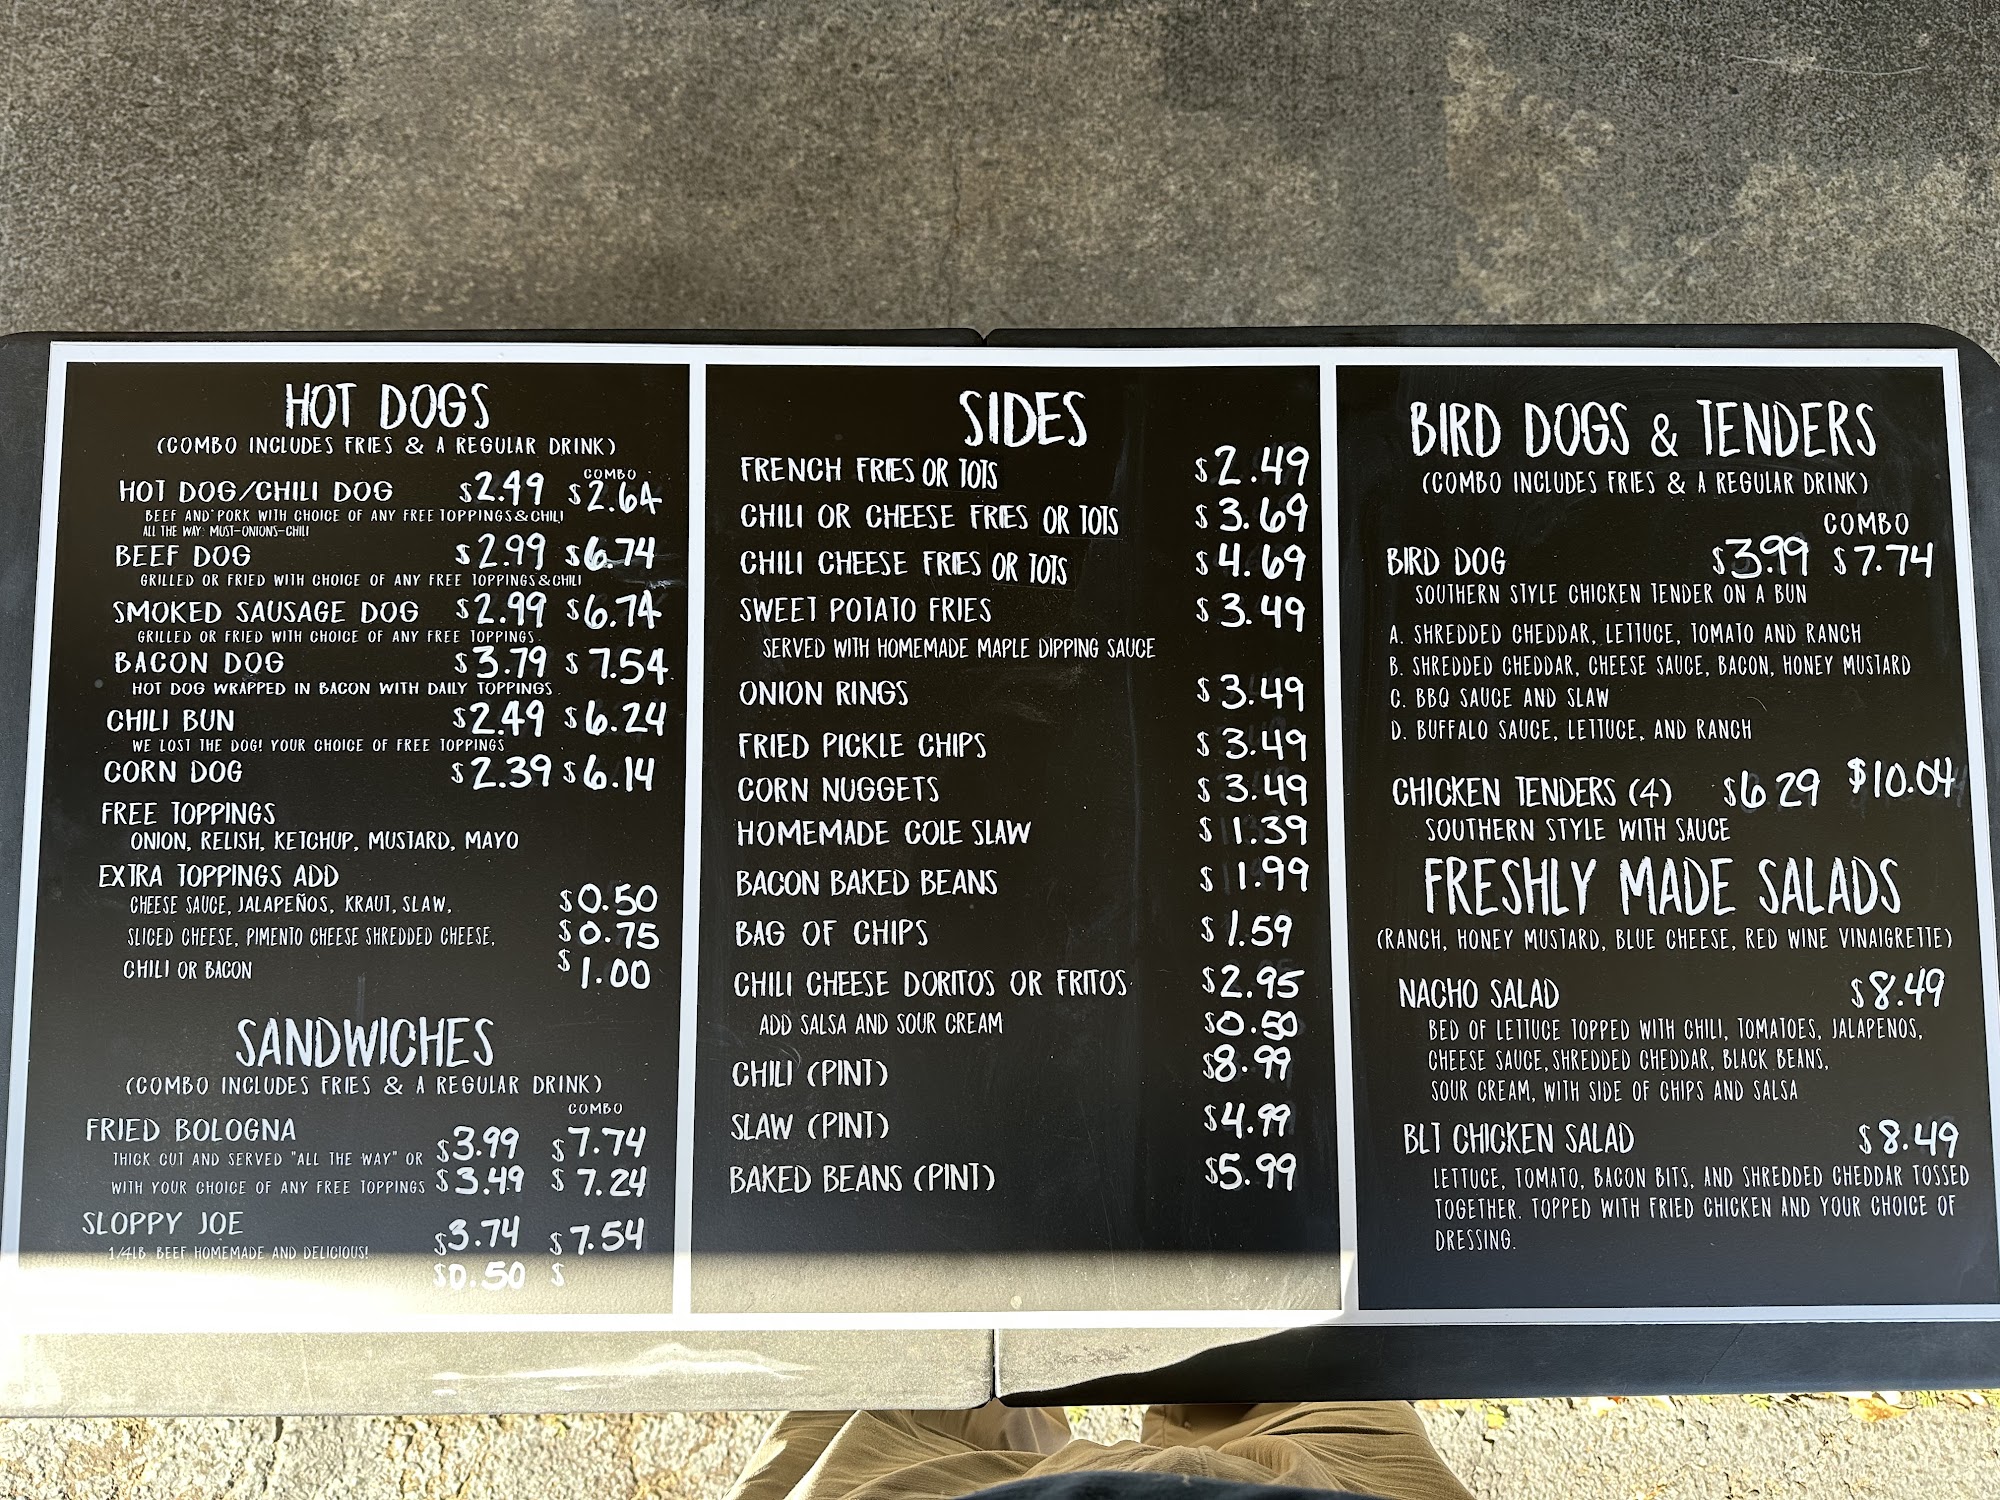 HOT DOGS
(COMBO INCLUDES FRIES & A REGULAR DRINK)
COMBO
HOT DOG/CHILI DOG $2.49 $2.64
BEEF AND PORK WITH CHOICE OF ANY FREE TOPPINGS&CHILI
ALL THE WAY: MUST-ONIONS-CHILI
BEEF DOG $2.99 $6.74
GRILLED OR FRIED WITH CHOICE OF ANY FREE TOPPINGS&CHILI
SMOKED SAUSAGE DOG $2.99 $6.74
GRILLED OR FRIED WITH CHOICE OF ANY FREE TOPPINGS.
BACON DOG $3.79 $7.54
HOT DOG WRAPPED IN BACON WITH DAILY TOPPINGS.
CHILI BUN $2.49 $6.24
WE LOST THE DOG! YOUR CHOICE OF FREE TOPPINGS
CORN DOG $2.39 $6.14
FREE TOPPINGS
ONION, RELISH, KETCHUP, MUSTARD, MAYO
EXTRA TOPPINGS ADD
CHEESE SAUCE, JALAPEÑOS, KRAUT, SLAW, $0.50
SLICED CHEESE, PIMENTO CHEESE SHREDDED CHEESE, $0.75
CHILI OR BACON $1.00
SANDWICHES
(COMBO INCLUDES FRIES & A REGULAR DRINK)
COMBO
FRIED BOLOGNA
THICK CUT AND SERVED "ALL THE WAY" OR $3.99 $7.74
WITH YOUR CHOICE OF ANY FREE TOPPINGS $3.49 $7.24
SLOPPY JOE $3.74 $7.54
1/4LB BEEF HOMEMADE AND DELICIOUS!
$0.50 $
SIDES
FRENCH FRIES OR TOTS $2.49
CHILI OR CHEESE FRIES OR TOTS $3.69
CHILI CHEESE FRIES OR TOTS $4.69
SWEET POTATO FRIES $3.49
SERVED WITH HOMEMADE MAPLE DIPPING SAUCE
ONION RINGS $3.49
FRIED PICKLE CHIPS $3.49
CORN NUGGETS $3.49
HOMEMADE COLE SLAW $1.39
BACON BAKED BEANS $1.99
BAG OF CHIPS $1.59
CHILI CHEESE DORITOS OR FRITOS $2.95
ADD SALSA AND SOUR CREAM $0.50
CHILI (PINT) $8.99
SLAW (PINT) $4.99
BAKED BEANS (PINT) $5.99
BIRD DOGS & TENDERS
(COMBO INCLUDES FRIES & A REGULAR DRINK)
COMBO
BIRD DOG $3.99 $7.74
SOUTHERN STYLE CHICKEN TENDER ON A BUN
A. SHREDDED CHEDDAR, LETTUCE, TOMATO AND RANCH
B. SHREDDED CHEDDAR, CHEESE SAUCE, BACON, HONEY MUSTARD
C. BBQ SAUCE AND SLAW
D. BUFFALO SAUCE, LETTUCE, AND RANCH
CHICKEN TENDERS (4) $6.29 $10.04
SOUTHERN STYLE WITH SAUCE
FRESHLY MADE SALADS
(RANCH, HONEY MUSTARD, BLUE CHEESE, RED WINE VINAIGRETTE)
NACHO SALAD $8.49
BED OF LETTUCE TOPPED WITH CHILI, TOMATOES, JALAPENOS,
CHEESE SAUCE, SHREDDED CHEDDAR, BLACK BEANS,
SOUR CREAM, WITH SIDE OF CHIPS AND SALSA
BLT CHICKEN SALAD $8.49
LETTUCE, TOMATO, BACON BITS, AND SHREDDED CHEDDAR TOSSED
TOGETHER. TOPPED WITH FRIED CHICKEN AND YOUR CHOICE OF
DRESSING.